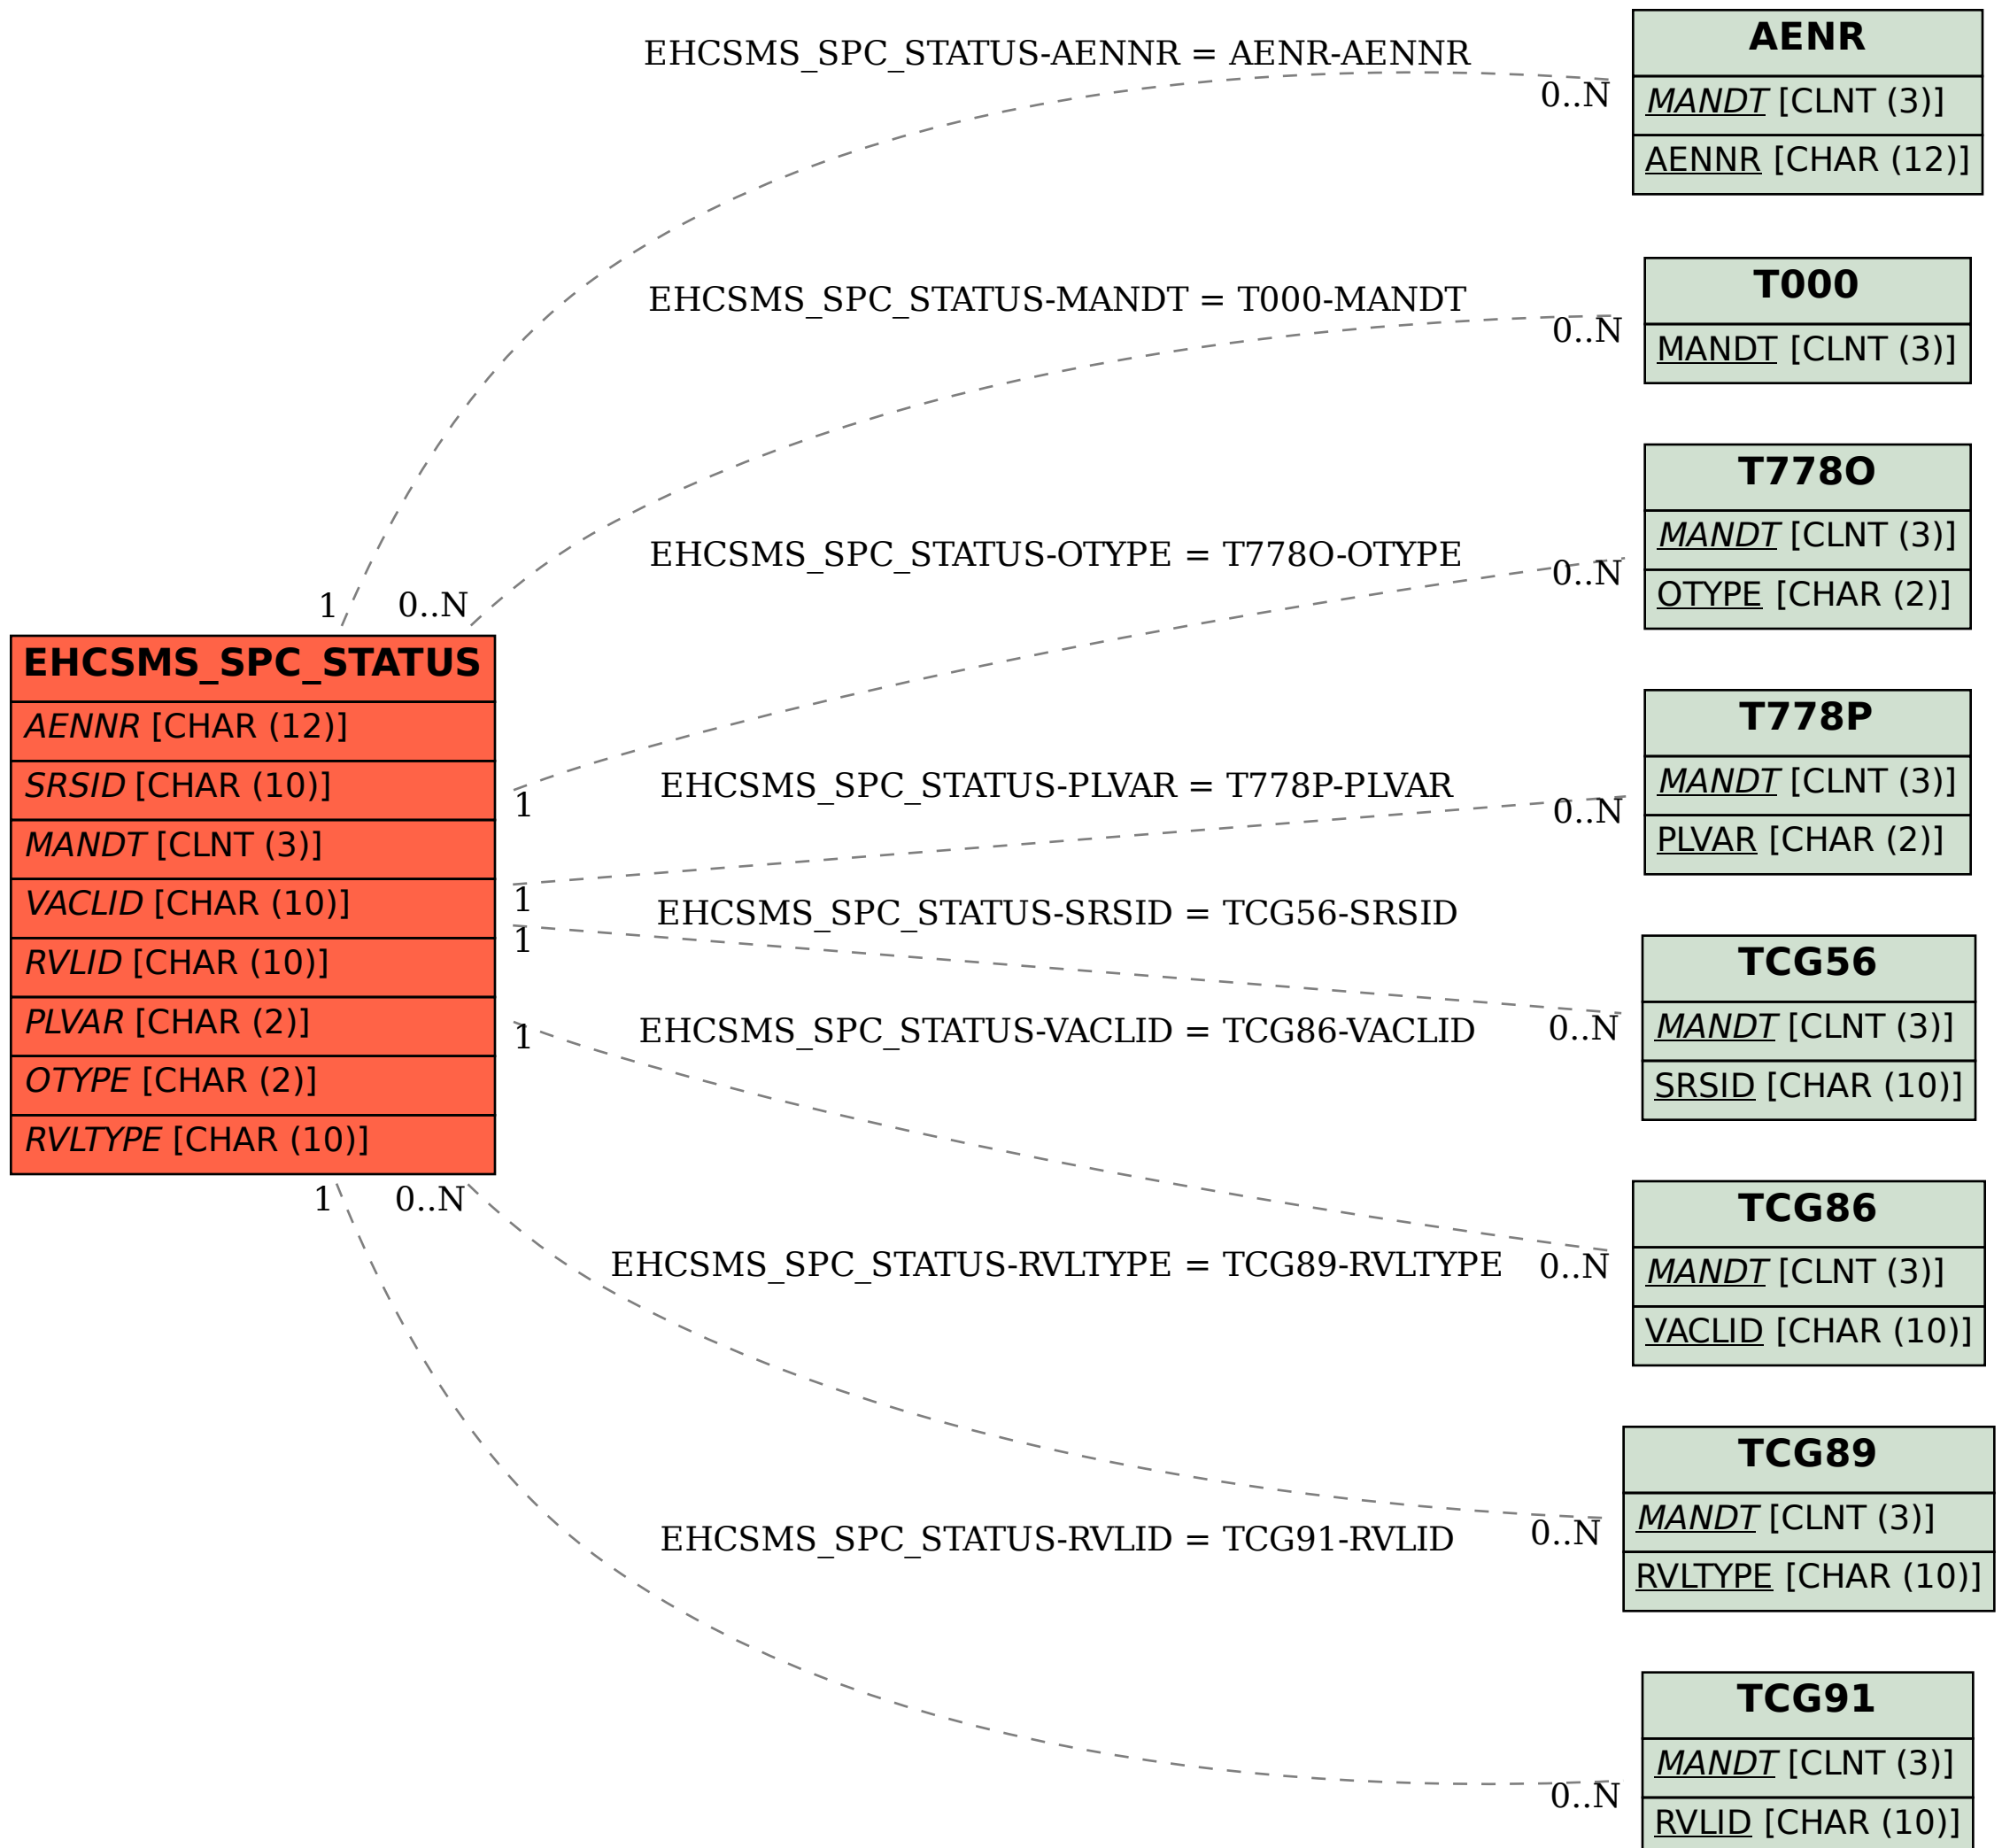 EHCSMS_SPC_STATUS
AENNR [CHAR (12)]
SRSID [CHAR (10)]
MANDT [CLNT (3)]
VACLID [CHAR (10)]
RVLID [CHAR (10)]
PLVAR [CHAR (2)]
OTYPE [CHAR (2)]
RVLTYPE [CHAR (10)]
EHCSMS_SPC_STATUS-AENNR = AENR-AENNR
1
0..N
AENR
MANDT [CLNT (3)]
AENNR [CHAR (12)]
EHCSMS_SPC_STATUS-MANDT = T000-MANDT
0..N
0..N
T000
MANDT [CLNT (3)]
EHCSMS_SPC_STATUS-OTYPE = T778O-OTYPE
1
0..N
T778O
MANDT [CLNT (3)]
OTYPE [CHAR (2)]
EHCSMS_SPC_STATUS-PLVAR = T778P-PLVAR
1
0..N
T778P
MANDT [CLNT (3)]
PLVAR [CHAR (2)]
EHCSMS_SPC_STATUS-SRSID = TCG56-SRSID
1
0..N
TCG56
MANDT [CLNT (3)]
SRSID [CHAR (10)]
EHCSMS_SPC_STATUS-VACLID = TCG86-VACLID
1
0..N
TCG86
MANDT [CLNT (3)]
VACLID [CHAR (10)]
EHCSMS_SPC_STATUS-RVLTYPE = TCG89-RVLTYPE
0..N
0..N
TCG89
MANDT [CLNT (3)]
RVLTYPE [CHAR (10)]
EHCSMS_SPC_STATUS-RVLID = TCG91-RVLID
1
0..N
TCG91
MANDT [CLNT (3)]
RVLID [CHAR (10)]